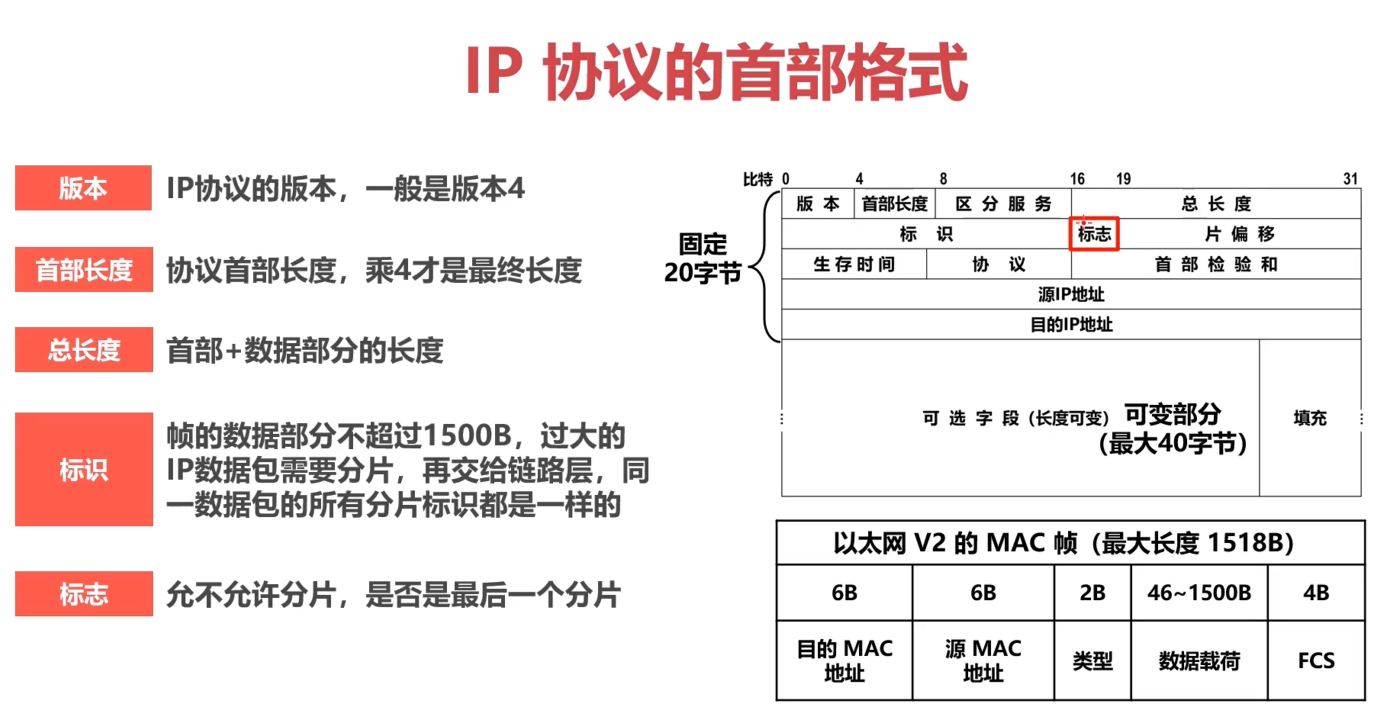 IP 协议的首部格式
版本
IP协议的版本，一般是版本4
首部长度
协议首部长度，乘4才是最终长度
总长度
首部+数据部分的长度
标识
帧的数据部分不超过1500B，过大的
IP数据包需要分片，再交给链路层，同
一数据包的所有分片标识都是一样的
标志
允不允许分片，是否是最后一个分片
比特 0 4 8 16 19 31
固定
20字节
版本 首部长度 区分服务 总长度
标识 标志 片偏移
生存时间 协议 首部检验和
源IP地址
目的IP地址
可选字段（长度可变） 可变部分
（最大40字节）
填充
以太网 V2 的 MAC 帧（最大长度 1518B）
6B 6B 2B 46~1500B 4B
目的 MAC
地址
源 MAC
地址
类型
数据载荷
FCS